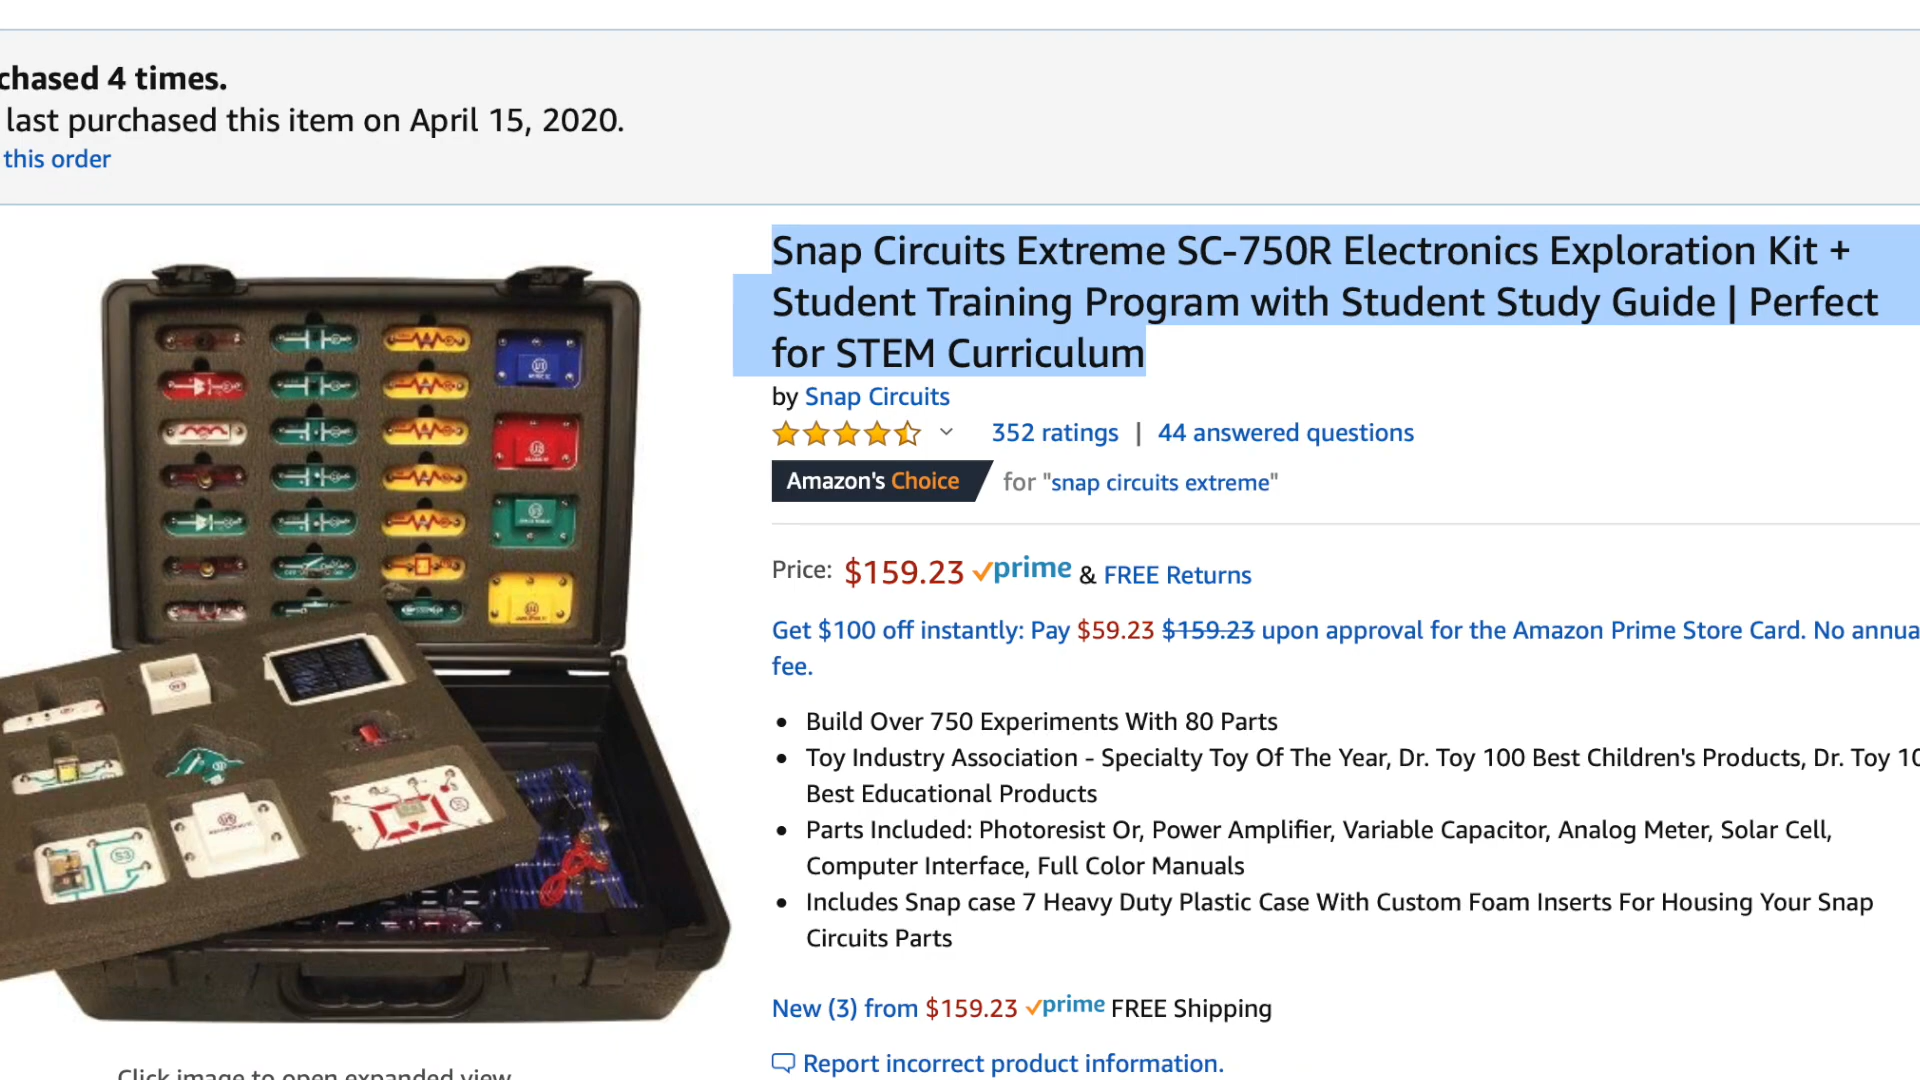 chased 4 times.
last purchased this item on April 15, 2020.
this order
Snap Circuits Extreme SC-750R Electronics Exploration Kit +
Student Training Program with Student Study Guide | Perfect
for STEM Curriculum
by Snap Circuits
352 ratings | 44 answered questions
Amazon's Choice for "snap circuits extreme"
Price: $159.23 prime & FREE Returns
Get $100 off instantly: Pay $59.23 $159.23 upon approval for the Amazon Prime Store Card. No annua
fee.
• Build Over 750 Experiments With 80 Parts
• Toy Industry Association - Specialty Toy Of The Year, Dr. Toy 100 Best Children's Products, Dr. Toy 10
Best Educational Products
• Parts Included: Photoresist Or, Power Amplifier, Variable Capacitor, Analog Meter, Solar Cell,
Computer Interface, Full Color Manuals
• Includes Snap case 7 Heavy Duty Plastic Case With Custom Foam Inserts For Housing Your Snap
Circuits Parts
New (3) from $159.23 prime FREE Shipping
Report incorrect product information.
Click image to open expanded view